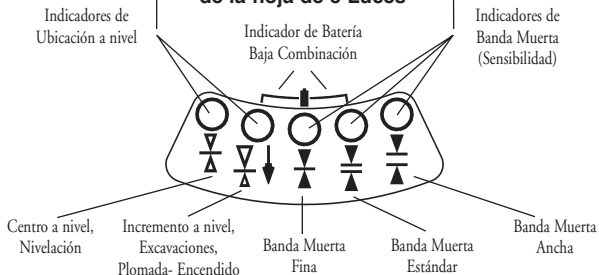 de la hoja de 5 Luces
Indicadores de
Ubicación a nivel
Indicador de Batería
Baja Combinación
Indicadores de
Banda Muerta
(Sensibilidad)
Centro a nivel,
Nivelación
Incremento a nivel,
Excavaciones,
Plomada- Encendido
Banda Muerta
Fina
Banda Muerta
Estándar
Banda Muerta
Ancha